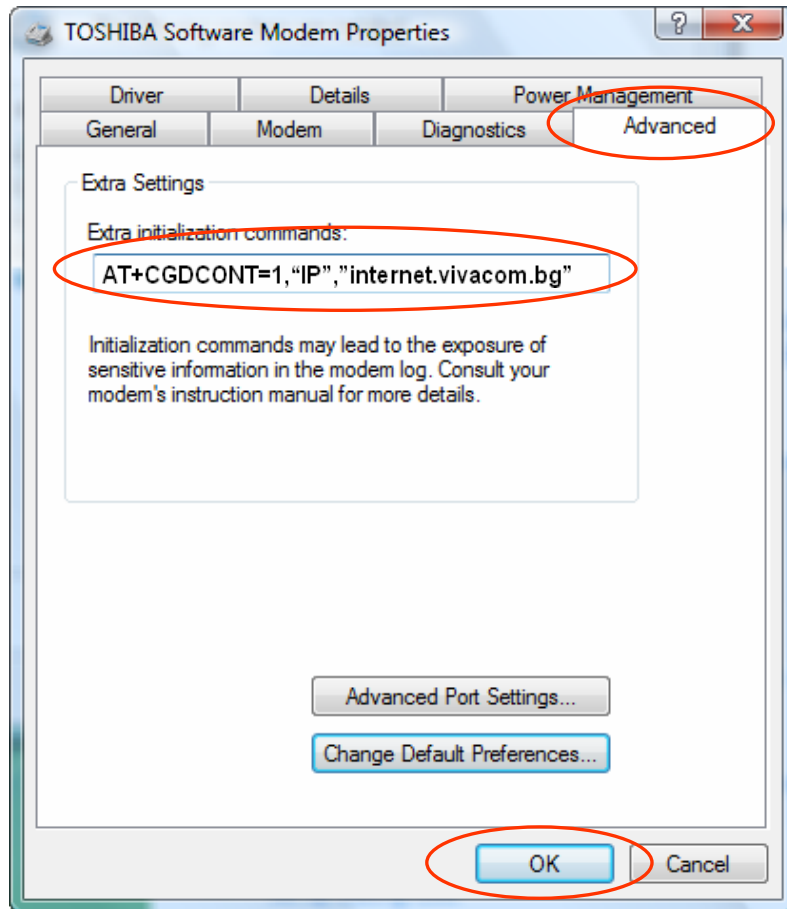 TOSHIBA Software Modem Properties
?
X
Driver Details Power Management
General Modem Diagnostics Advanced
Extra Settings
Extra initialization commands:
AT+CGDCONT=1,“IP”,”internet.vivacom.bg”
Initialization commands may lead to the exposure of
sensitive information in the modem log. Consult your
modem's instruction manual for more details.
Advanced Port Settings...
Change Default Preferences...
OK Cancel